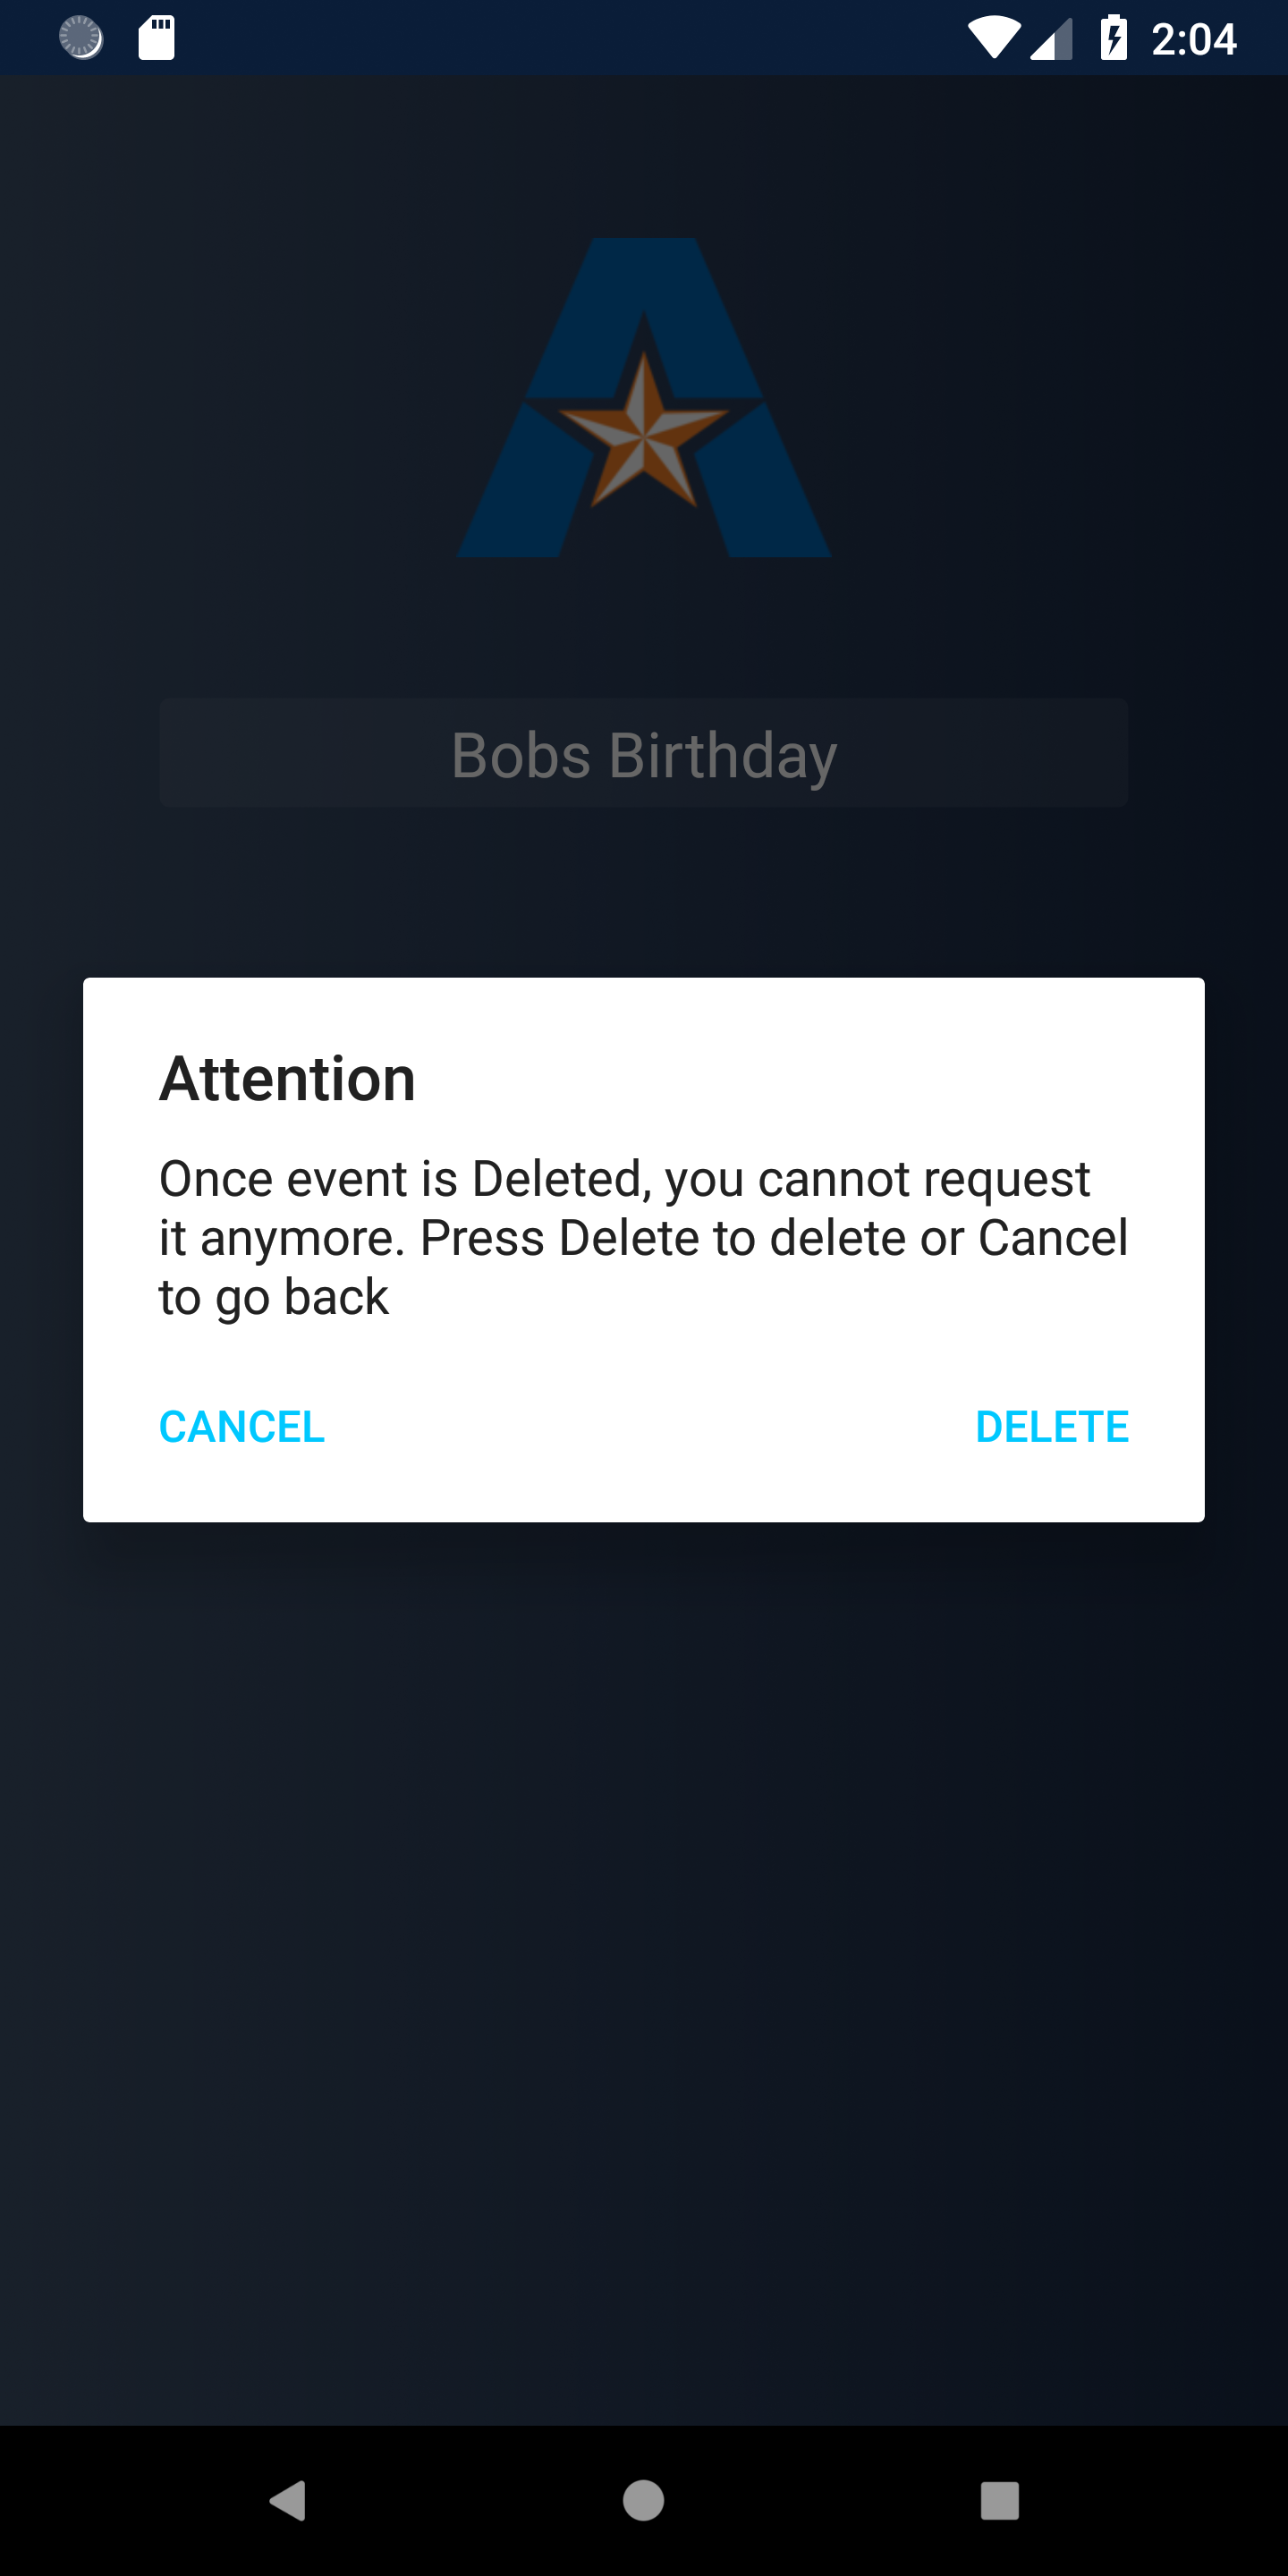 2:04
Bobs Birthday
Attention
Once event is Deleted, you cannot request
it anymore. Press Delete to delete or Cancel
to go back
CANCEL
DELETE